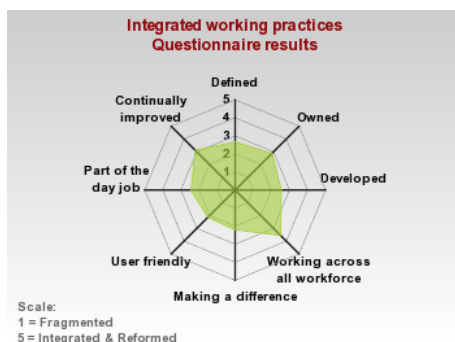 Integrated working practices
Questionnaire results
Defined
5
4
3
2
1
Continually
improved
Owned
Part of the
day job
Developed
User friendly
Working across
all workforce
Making a difference
Scale:
1 = Fragmented
5 = Integrated & Reformed